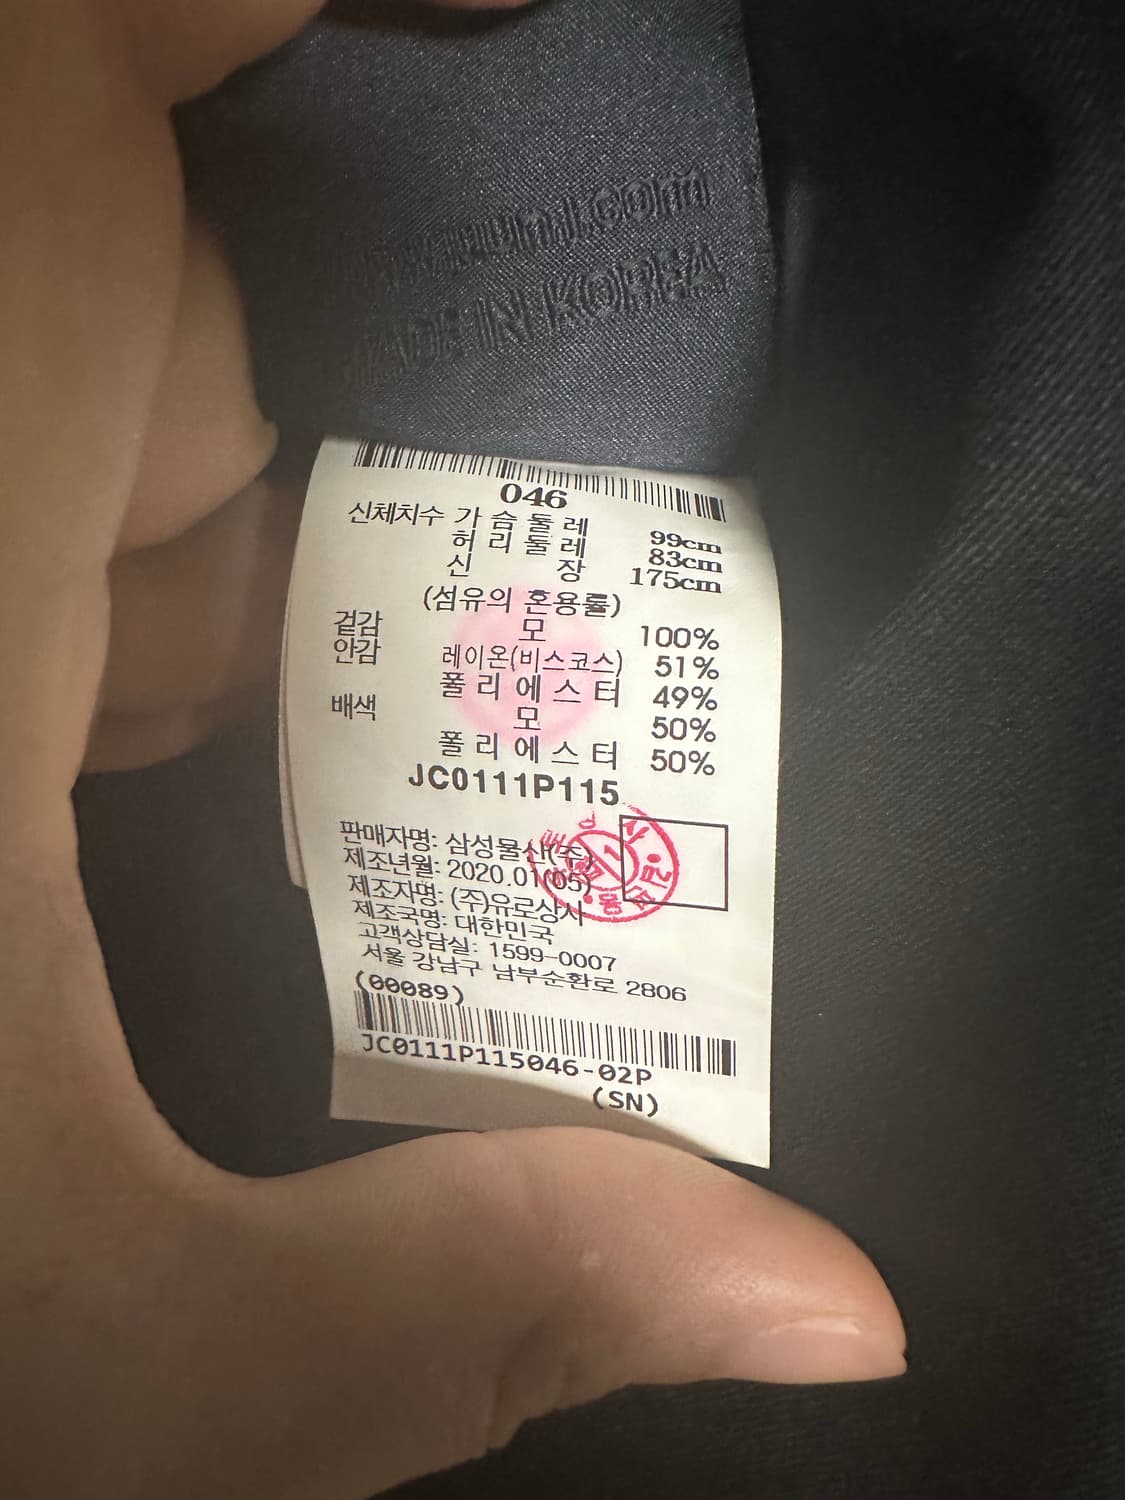 MADE IN KOREA
046
신체치수 가슴둘레 99cm
허리둘레 83cm
신장 175cm
(섬유의 혼용률)
겉감 모 100%
안감 레이온(비스코스) 51%
폴리에스터 49%
배색 모 50%
폴리에스터 50%
JC0111P115
판매자명: 삼성물산(주)
제조년월: 2020.01(05)
제조자명: (주)유로상사
제조국명: 대한민국
고객상담실: 1599-0007
서울 강남구 남부순환로 2806
(00089)
JC0111P115046-02P
(SN)